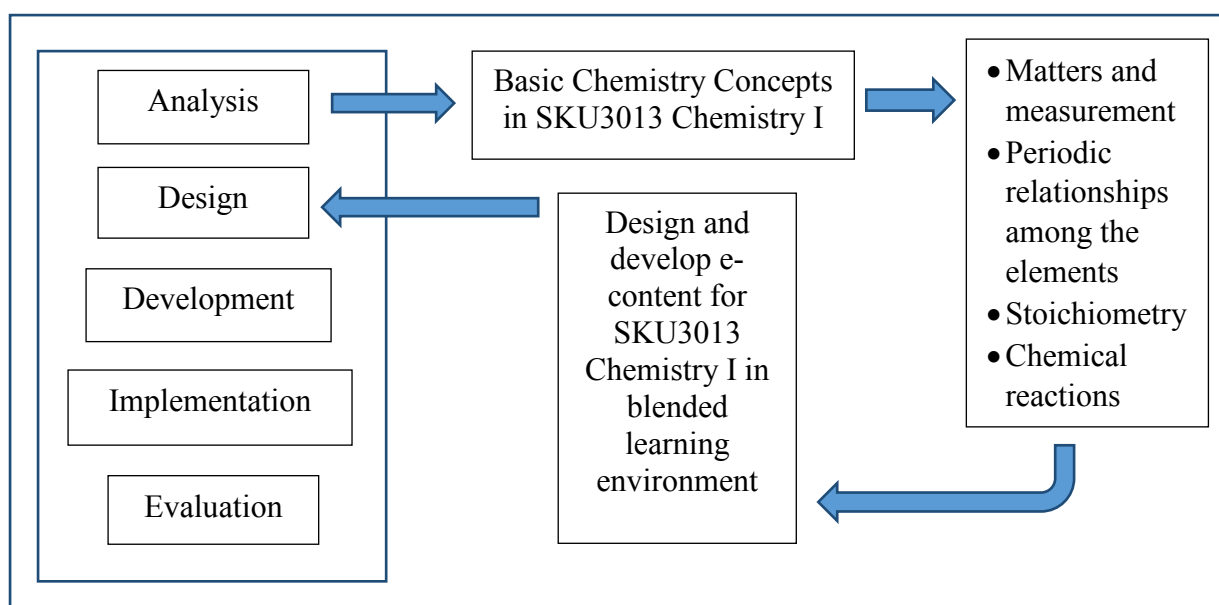 Analysis
Design
Development
Implementation
Evaluation
Basic Chemistry Concepts
in SKU3013 Chemistry I
• Matters and
measurement
• Periodic
relationships
among the
elements
• Stoichiometry
• Chemical
reactions
Design and
develop e-
content for
SKU3013
Chemistry I in
blended
learning
environment